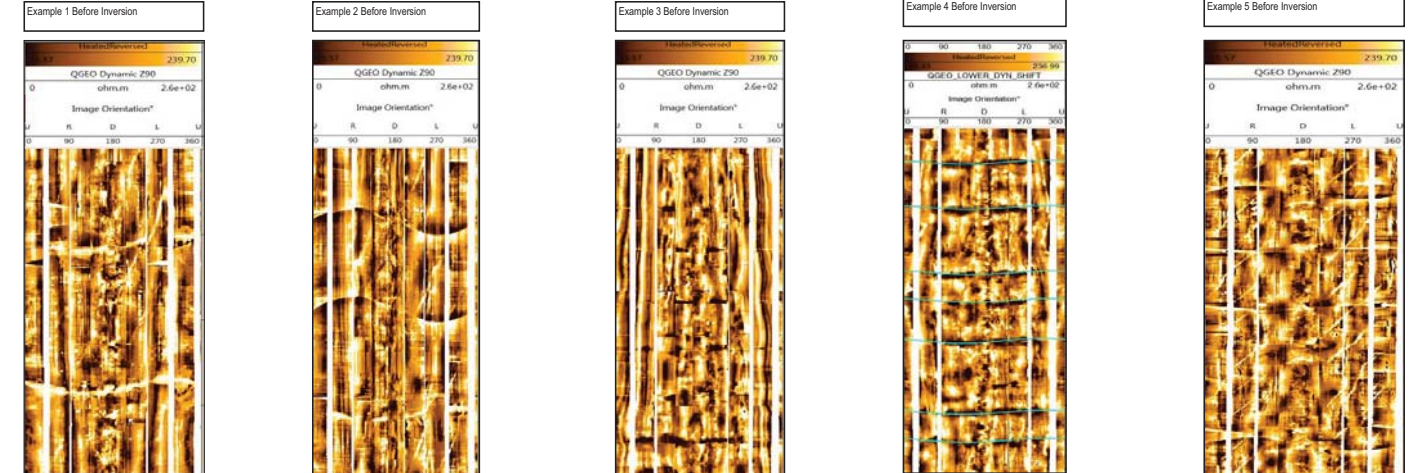 Example 1 Before Inversion
HeatedReversed
239.70
QGEO Dynamic Z90
0 ohm.m 2.6e+02
Image Orientation°
U R D L U
0 90 180 270 360
Example 2 Before Inversion
HeatedReversed
239.70
QGEO Dynamic Z90
0 ohm.m 2.6e+02
Image Orientation°
U R D L U
0 90 180 270 360
Example 3 Before Inversion
HeatedReversed
239.70
QGEO Dynamic Z90
0 ohm.m 2.6e+02
Image Orientation°
U R D L U
0 90 180 270 360
Example 4 Before Inversion
0 90 180 270 360
HeatedReversed
236.99
QGEO_LOWER_DYN_SHIFT
0 ohm.m 2.6e+02
Image Orientation°
U R D L U
0 90 180 270 360
Example 5 Before Inversion
HeatedReversed
239.70
QGEO Dynamic Z90
0 ohm.m 2.6e+02
Image Orientation°
U R D L U
0 90 180 270 360